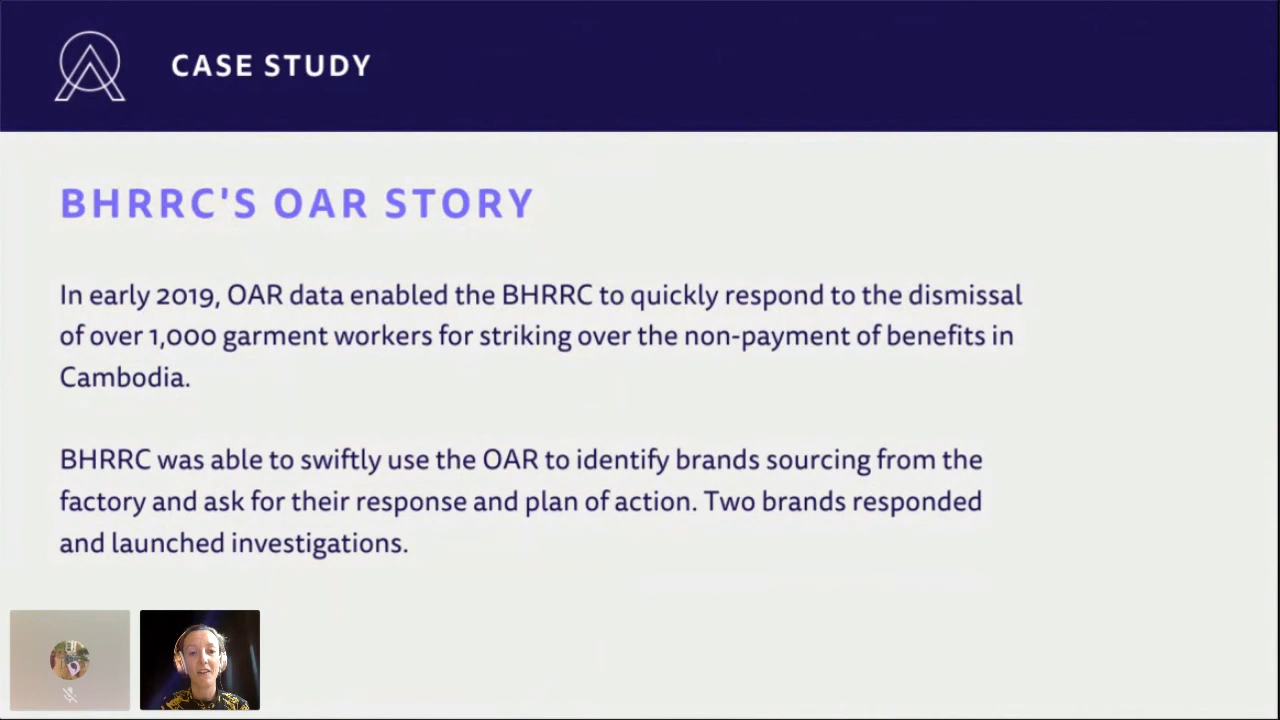 CASE STUDY
BHRRC'S OAR STORY
In early 2019, OAR data enabled the BHRRC to quickly respond to the dismissal
of over 1,000 garment workers for striking over the non-payment of benefits in
Cambodia.
BHRRC was able to swiftly use the OAR to identify brands sourcing from the
factory and ask for their response and plan of action. Two brands responded
and launched investigations.